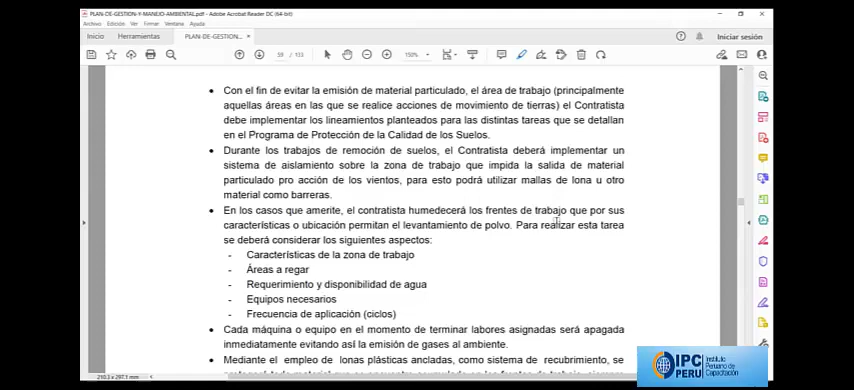 PLAN-DE-GESTION-Y-MANEJO-AMBIENTAL.pdf - Adobe Acrobat Reader DC (64-bit)
Archivo Edición Ver Firmar Ventana Ayuda
Inicio Herramientas PLAN-DE-GESTION... × Iniciar sesión
59 / 133 150%
• Con el fin de evitar la emisión de material particulado, el área de trabajo (principalmente
aquellas áreas en las que se realice acciones de movimiento de tierras) el Contratista
debe implementar los lineamientos planteados para las distintas tareas que se detallan
en el Programa de Protección de la Calidad de los Suelos.
• Durante los trabajos de remoción de suelos, el Contratista deberá implementar un
sistema de aislamiento sobre la zona de trabajo que impida la salida de material
particulado pro acción de los vientos, para esto podrá utilizar mallas de lona u otro
material como barreras.
• En los casos que amerite, el contratista humedecerá los frentes de trabajo que por sus
características o ubicación permitan el levantamiento de polvo. Para realizar esta tarea
se deberá considerar los siguientes aspectos:
- Características de la zona de trabajo
- Áreas a regar
- Requerimiento y disponibilidad de agua
- Equipos necesarios
- Frecuencia de aplicación (ciclos)
• Cada máquina o equipo en el momento de terminar labores asignadas será apagada
inmediatamente evitando así la emisión de gases al ambiente.
• Mediante el empleo de lonas plásticas ancladas, como sistema de recubrimiento, se
210.3 x 297.1 mm
IPC PERU
Instituto
Peruano de
Capacitación